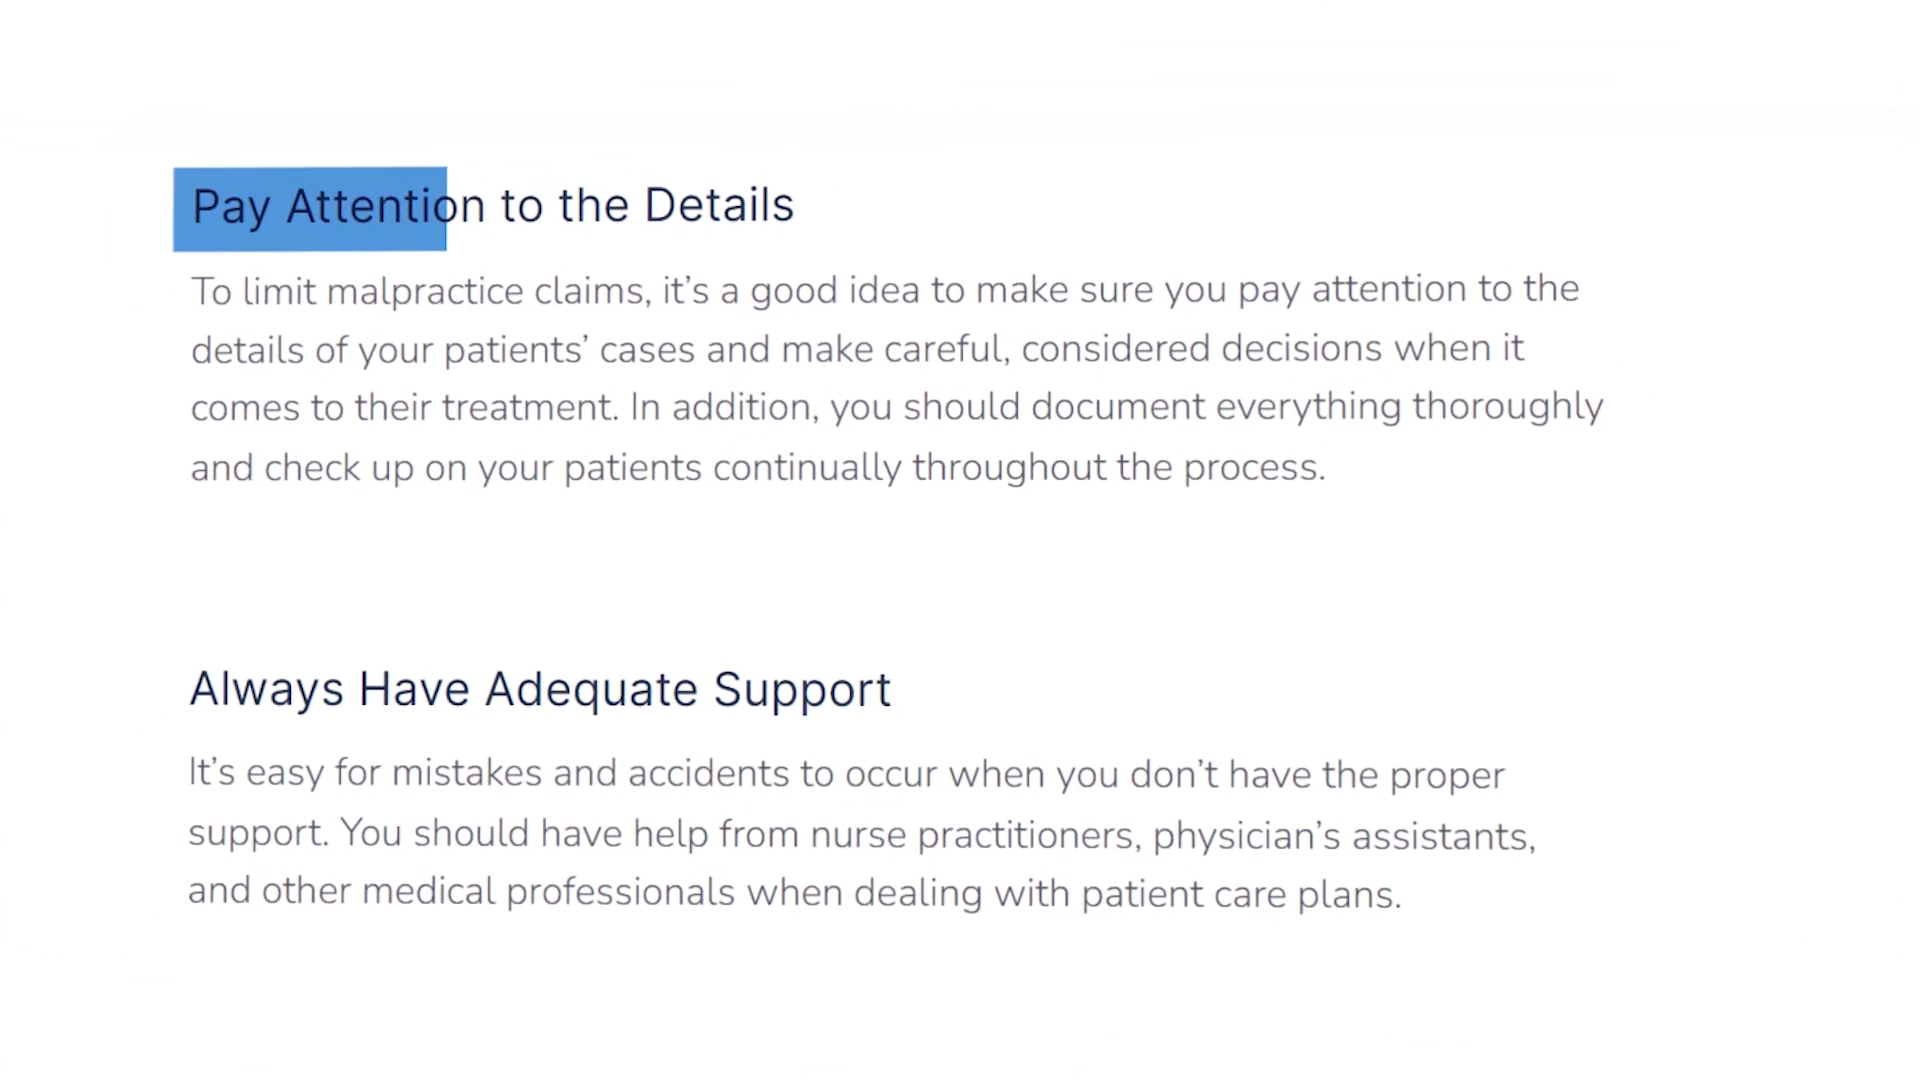 Pay Attention to the Details
To limit malpractice claims, it’s a good idea to make sure you pay attention to the
details of your patients’ cases and make careful, considered decisions when it
comes to their treatment. In addition, you should document everything thoroughly
and check up on your patients continually throughout the process.
Always Have Adequate Support
It’s easy for mistakes and accidents to occur when you don’t have the proper
support. You should have help from nurse practitioners, physician’s assistants,
and other medical professionals when dealing with patient care plans.